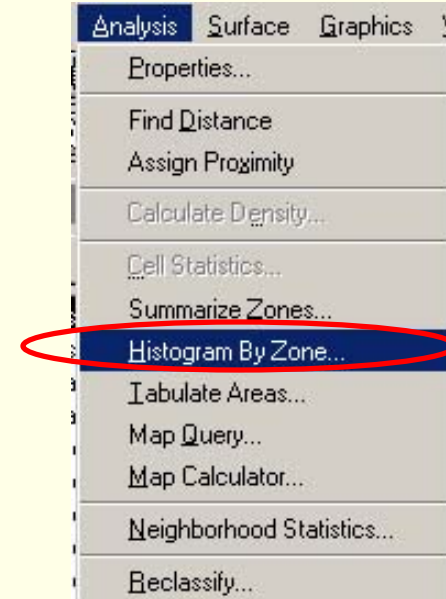 Analysis Surface Graphics
Properties...
Find Distance
Assign Proximity
Calculate Density...
Cell Statistics...
Summarize Zones...
Histogram By Zone...
Tabulate Areas...
Map Query...
Map Calculator...
Neighborhood Statistics...
Reclassify...